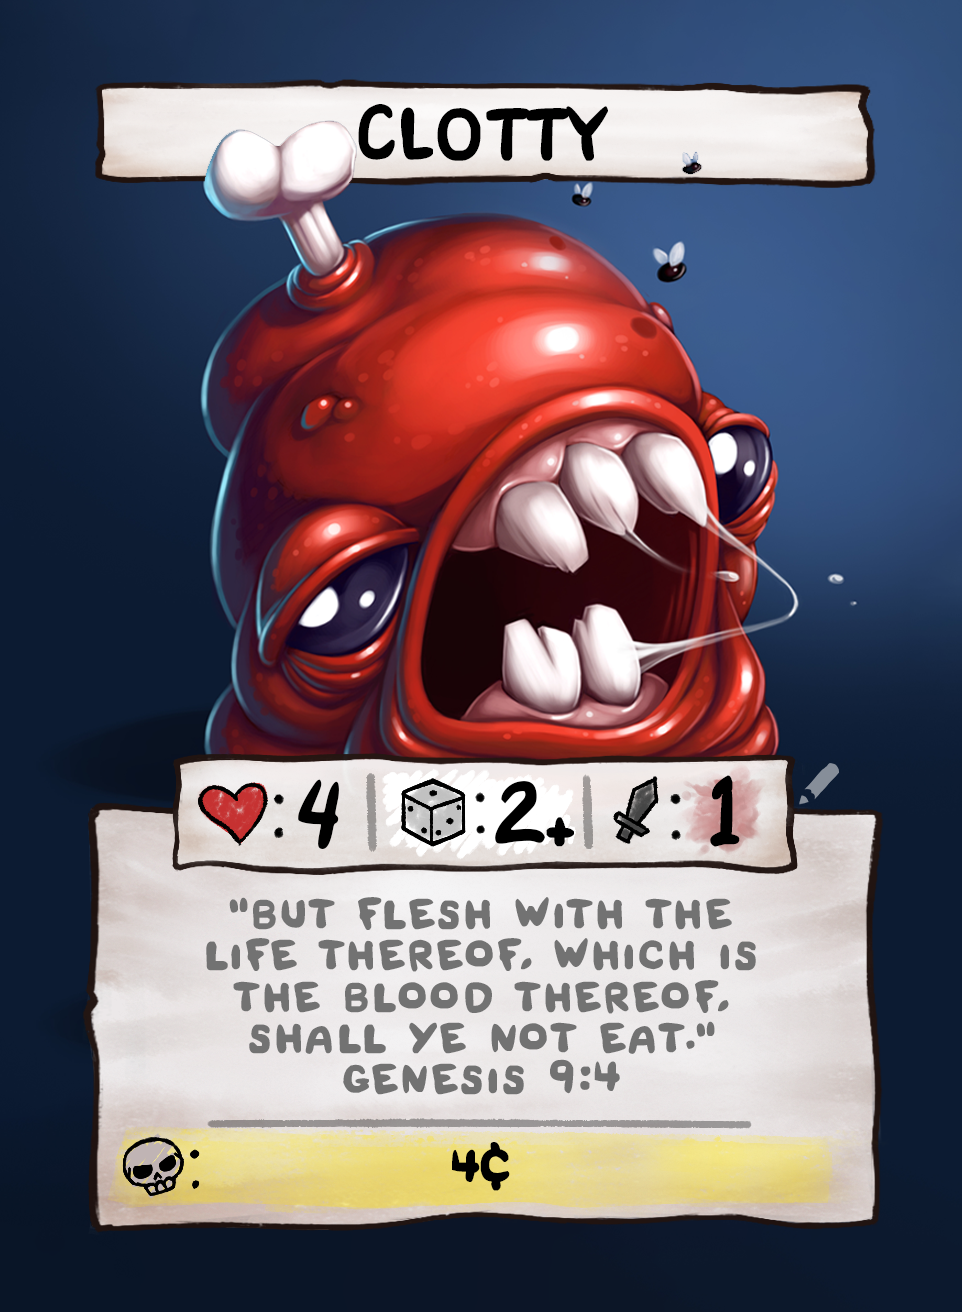 CLOTTY
: 4 | : 2+ | : 1
"BUT FLESH WITH THE
LIFE THEREOF, WHICH IS
THE BLOOD THEREOF,
SHALL YE NOT EAT."
GENESIS 9:4
: 4¢